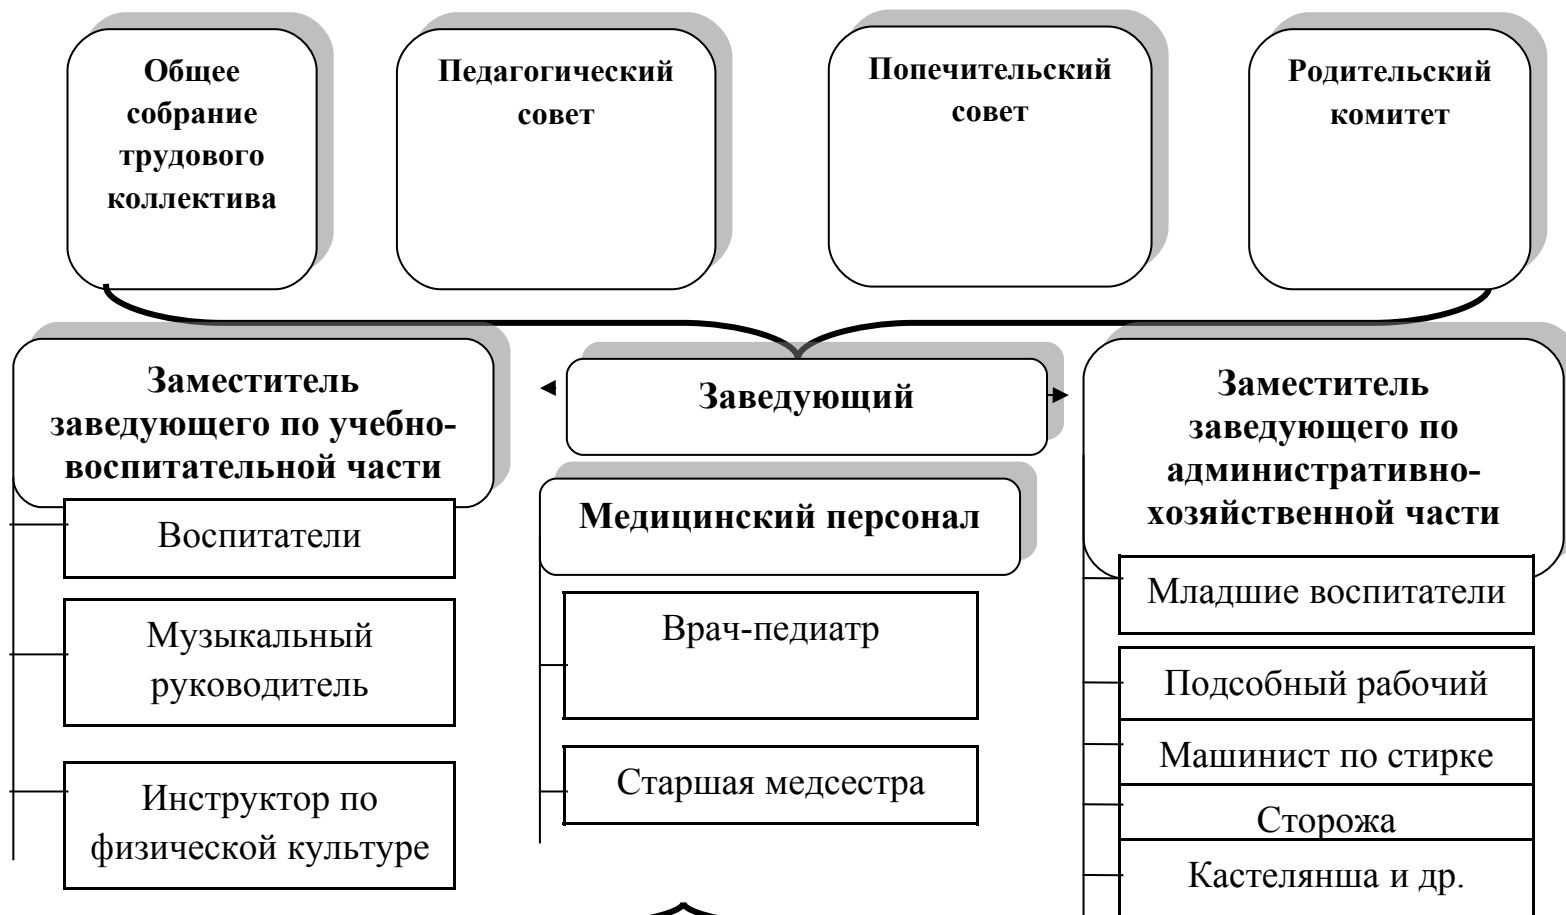 Общее
собрание
трудового
коллектива
Педагогический
совет
Попечительский
совет
Родительский
комитет
Заместитель
заведующего по учебно-
воспитательной части
Заведующий
Заместитель
заведующего по
административно-
хозяйственной части
Воспитатели
Музыкальный
руководитель
Инструктор по
физической культуре
Медицинский персонал
Врач-педиатр
Старшая медсестра
Младшие воспитатели
Подсобный рабочий
Машинист по стирке
Сторожа
Кастелянша и др.